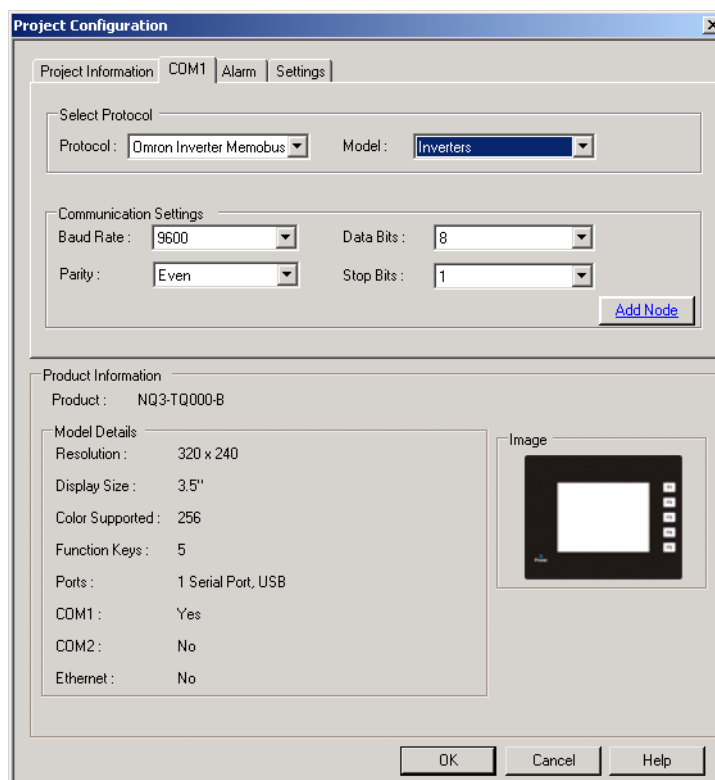 Project Configuration
Project Information COM1 Alarm Settings
Select Protocol
Protocol : Omron Inverter Memobus Model : Inverters
Communication Settings
Baud Rate : 9600 Data Bits : 8
Parity : Even Stop Bits : 1
Add Node
Product Information
Product : NQ3-TQ000-B
Model Details
Image
Resolution : 320 x 240
Display Size : 3.5"
Color Supported : 256
Function Keys : 5
Ports : 1 Serial Port, USB
COM1 : Yes
COM2 : No
Ethernet : No
OK Cancel Help